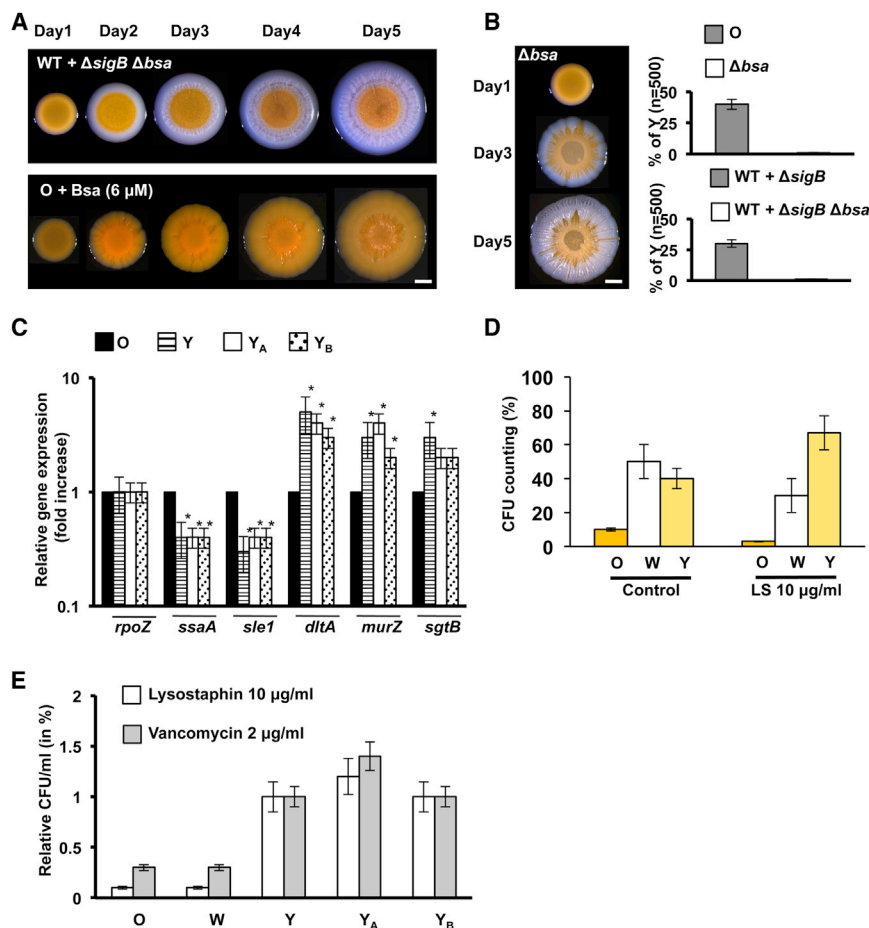 A
Day1 Day2 Day3 Day4 Day5
WT + ΔsigB Δbsa
O + Bsa (6 µM)
B
Δbsa
Day1
Day3
Day5
O
Δbsa
% of Y (n=500)
50
25
0
WT + ΔsigB
WT + ΔsigB Δbsa
% of Y (n=500)
50
25
0
C
O Y YA YB
Relative gene expression
(fold increase)
10
1
0.1
* * * * * * * * * * * * *
rpoZ ssaA sle1 dltA murZ sgtB
D
CFU counting (%)
100
80
60
40
20
0
O W Y O W Y
Control LS 10 µg/ml
E
Lysostaphin 10 µg/ml
Vancomycin 2 µg/ml
Relative CFU/ml (in %)
2
1.5
1
0.5
0
O W Y YA YB